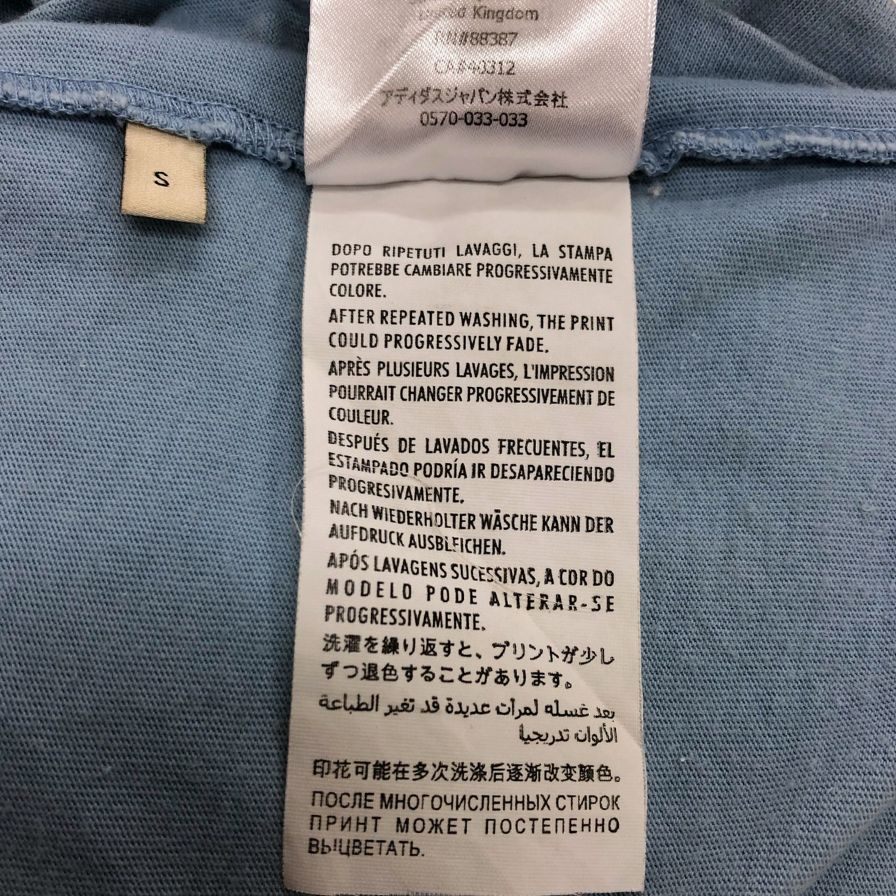 United Kingdom
RN#88387
CA#40312
アディダスジャパン株式会社
0570-033-033
S
DOPO RIPETUTI LAVAGGI, LA STAMPA
POTREBBE CAMBIARE PROGRESSIVAMENTE
COLORE.
AFTER REPEATED WASHING, THE PRINT
COULD PROGRESSIVELY FADE.
APRÈS PLUSIEURS LAVAGES, L'IMPRESSION
POURRAIT CHANGER PROGRESSIVEMENT DE
COULEUR.
DESPUÉS DE LAVADOS FRECUENTES, EL
ESTAMPADO PODRÍA IR DESAPARECIENDO
PROGRESIVAMENTE.
NACH WIEDERHOLTER WÄSCHE KANN DER
AUFDRUCK AUSBLEICHEN.
APÓS LAVAGENS SUCESSIVAS, A COR DO
MODELO PODE ALTERAR-SE
PROGRESSIVAMENTE.
洗濯を繰り返すと、プリントが少し
ずつ退色することがあります。
بعد غسله لمرات عديدة قد تغير الطباعة
الألوان تدريجياً
印花可能在多次洗涤后逐渐改变颜色。
ПОСЛЕ МНОГОЧИСЛЕННЫХ СТИРОК
ПРИНТ МОЖЕТ ПОСТЕПЕННО
ВЫЦВЕТАТЬ.